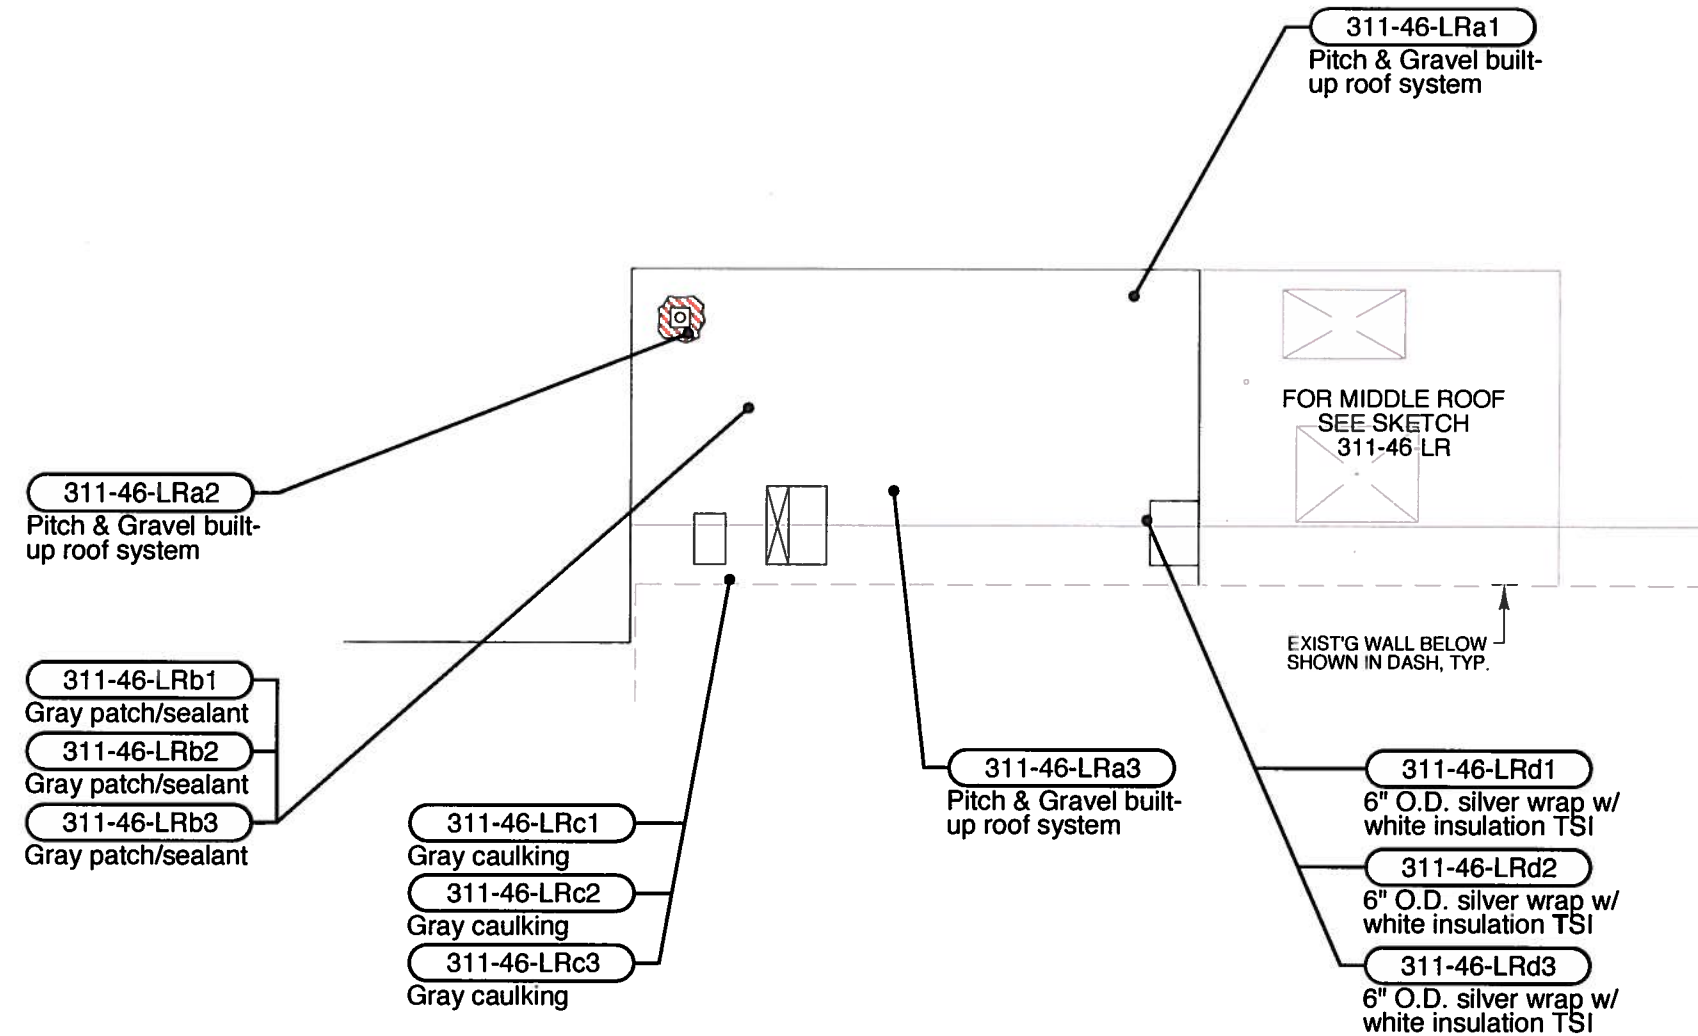 311-46-LRa1
Pitch & Gravel built-
up roof system
FOR MIDDLE ROOF
SEE SKETCH
311-46-LR
311-46-LRa2
Pitch & Gravel built-
up roof system
EXIST'G WALL BELOW
SHOWN IN DASH, TYP.
311-46-LRb1
Gray patch/sealant
311-46-LRb2
Gray patch/sealant
311-46-LRb3
Gray patch/sealant
311-46-LRc1
Gray caulking
311-46-LRc2
Gray caulking
311-46-LRc3
Gray caulking
311-46-LRa3
Pitch & Gravel built-
up roof system
311-46-LRd1
6" O.D. silver wrap w/
white insulation TSI
311-46-LRd2
6" O.D. silver wrap w/
white insulation TSI
311-46-LRd3
6" O.D. silver wrap w/
white insulation TSI